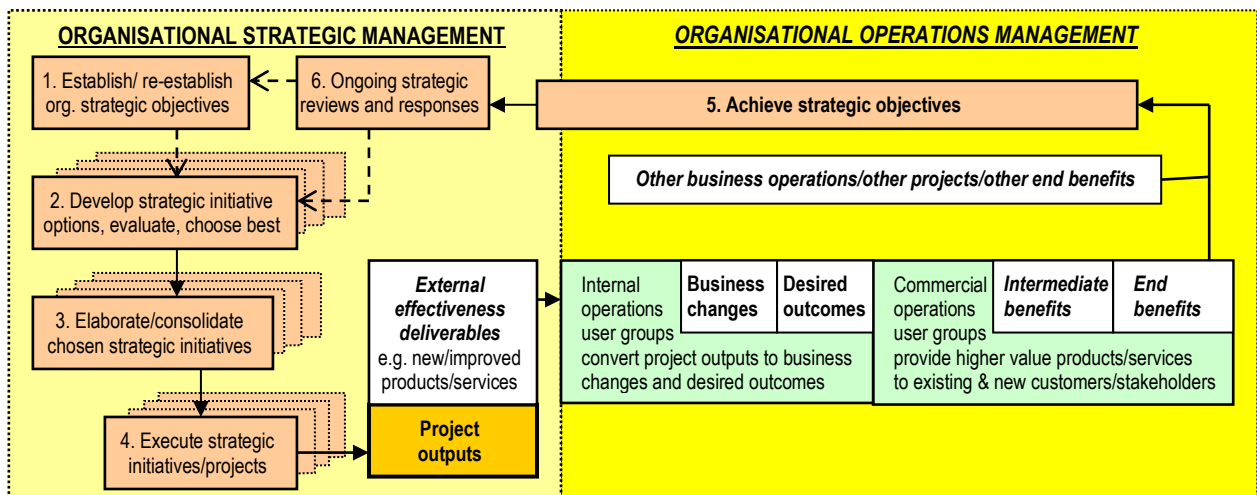 ORGANISATIONAL STRATEGIC MANAGEMENT
1. Establish/ re-establish
org. strategic objectives
6. Ongoing strategic
reviews and responses
2. Develop strategic initiative
options, evaluate, choose best
3. Elaborate/consolidate
chosen strategic initiatives
4. Execute strategic
initiatives/projects
External
effectiveness
deliverables
e.g. new/improved
products/services
Project
outputs
ORGANISATIONAL OPERATIONS MANAGEMENT
5. Achieve strategic objectives
Other business operations/other projects/other end benefits
Internal
operations
user groups
Business
changes
Desired
outcomes
convert project outputs to business
changes and desired outcomes
Commercial
operations
user groups
Intermediate
benefits
End
benefits
provide higher value products/services
to existing & new customers/stakeholders